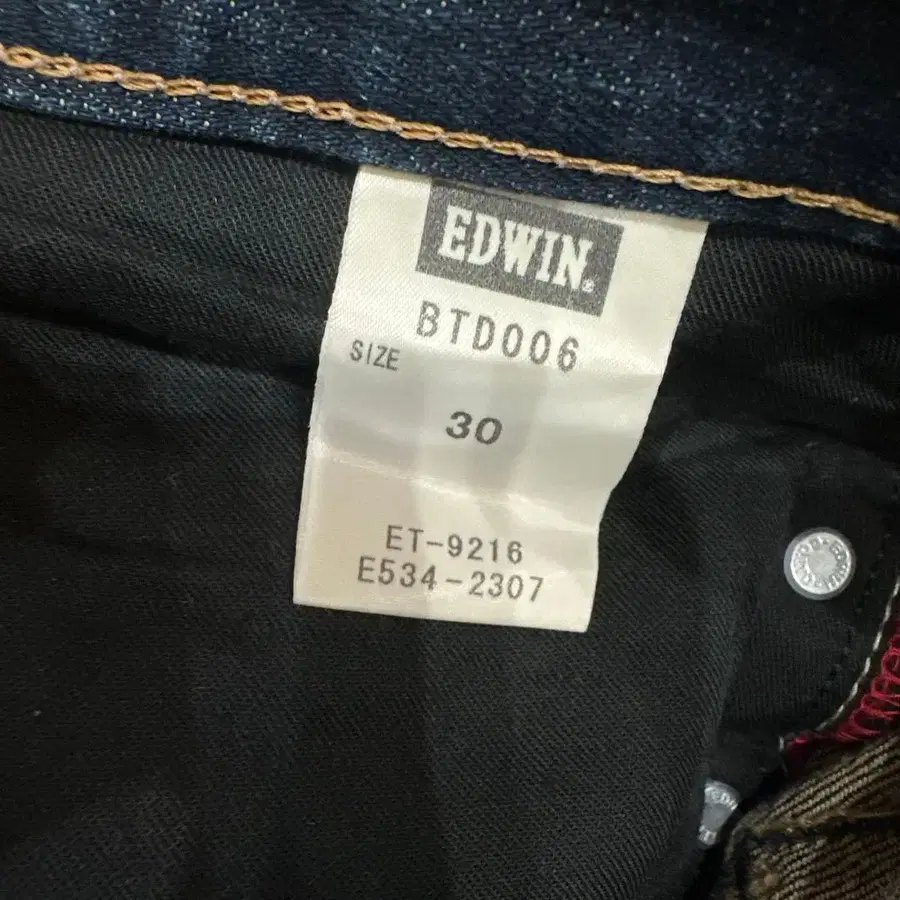 EDWIN®
BTD006
SIZE
30
ET-9216
E534-2307